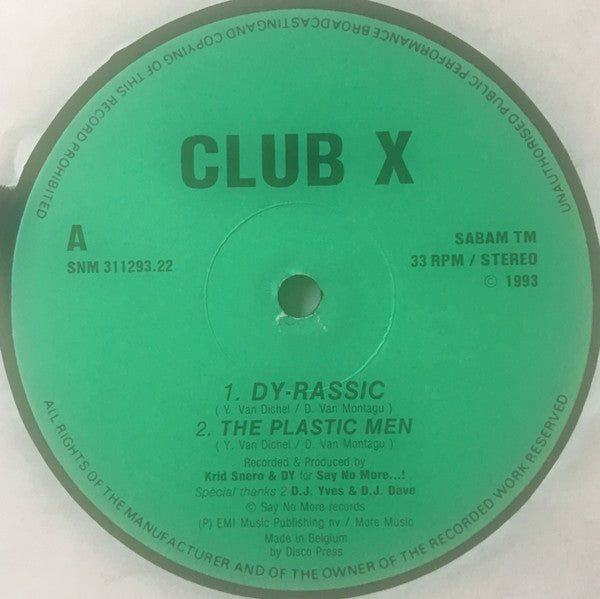 UNAUTHORISED PUBLIC PERFORMANCE BROADCASTING AND COPYING OF THIS RECORD PROHIBITED
CLUB X
A
SNM 311293.22
SABAM TM
33 RPM / STEREO
© 1993
1. DY-RASSIC
( Y. Van Dichel / D. Van Montagu )
2. THE PLASTIC MEN
( Y. Van Dichel / D. Van Montagu )
Recorded & Produced by
Krid Snero & DY for Say No More...!
Special thanks 2 D.J. Yves & D.J. Dave
© Say No More records
(P) EMI Music Publishing nv / More Music
Made in Belgium
by Disco Press
ALL RIGHTS OF THE MANUFACTURER AND OF THE OWNER OF THE RECORDED WORK RESERVED